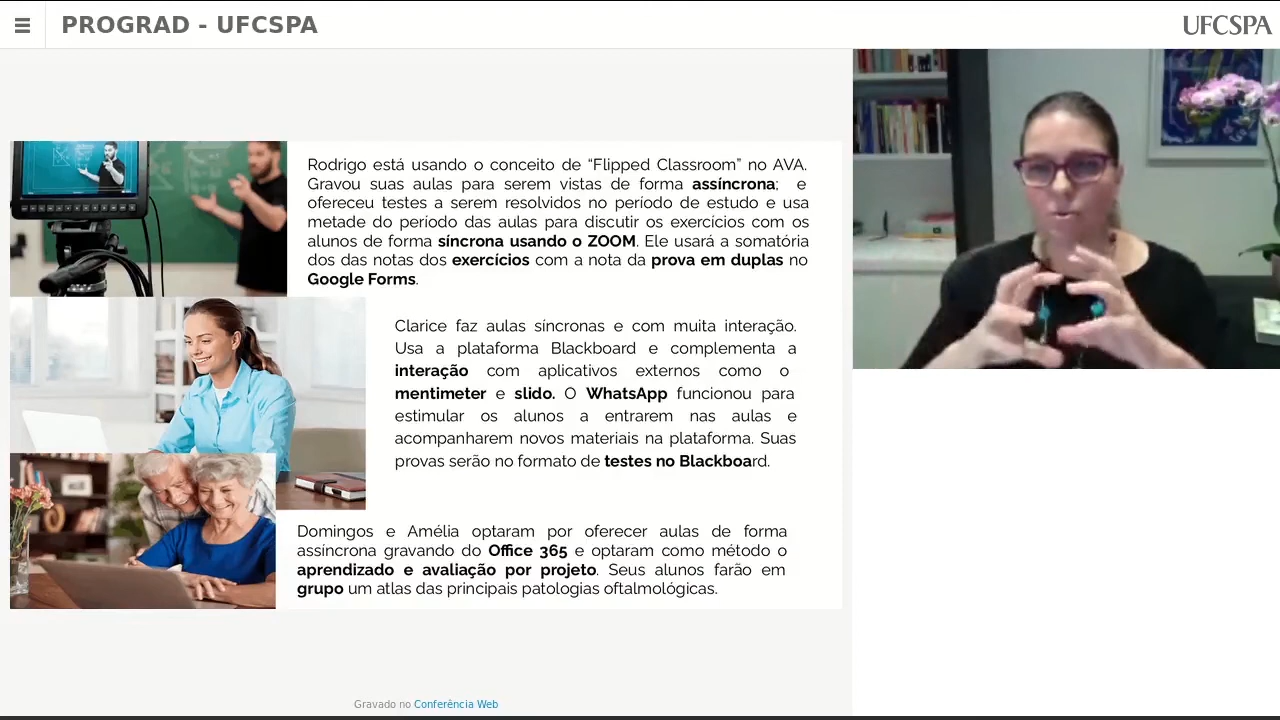 PROGRAD - UFCSPA
UFCSPA
Rodrigo está usando o conceito de “Flipped Classroom” no AVA.
Gravou suas aulas para serem vistas de forma assíncrona; e
ofereceu testes a serem resolvidos no período de estudo e usa
metade do período das aulas para discutir os exercícios com os
alunos de forma síncrona usando o ZOOM. Ele usará a somatória
dos das notas dos exercícios com a nota da prova em duplas no
Google Forms.
Clarice faz aulas síncronas e com muita interação.
Usa a plataforma Blackboard e complementa a
interação com aplicativos externos como o
mentimeter e slido. O WhatsApp funcionou para
estimular os alunos a entrarem nas aulas e
acompanharem novos materiais na plataforma. Suas
provas serão no formato de testes no Blackboard.
Domingos e Amélia optaram por oferecer aulas de forma
assíncrona gravando do Office 365 e optaram como método o
aprendizado e avaliação por projeto. Seus alunos farão em
grupo um atlas das principais patologias oftalmológicas.
Gravado no Conferência Web